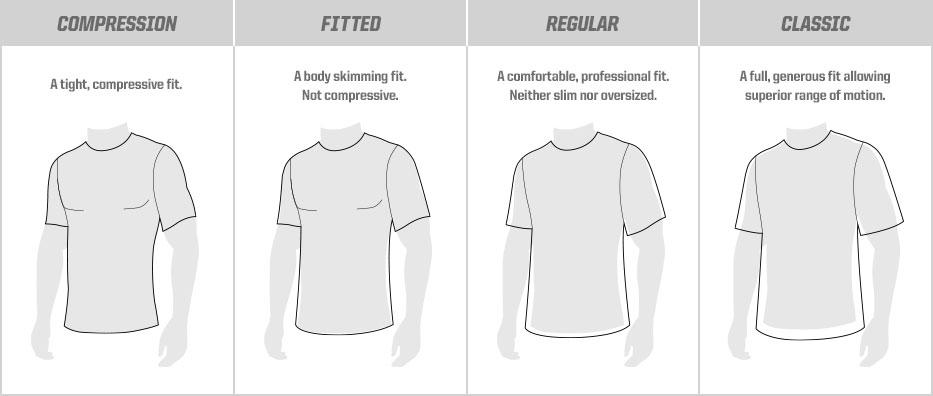 COMPRESSION
A tight, compressive fit.
FITTED
A body skimming fit.
Not compressive.
REGULAR
A comfortable, professional fit.
Neither slim nor oversized.
CLASSIC
A full, generous fit allowing
superior range of motion.